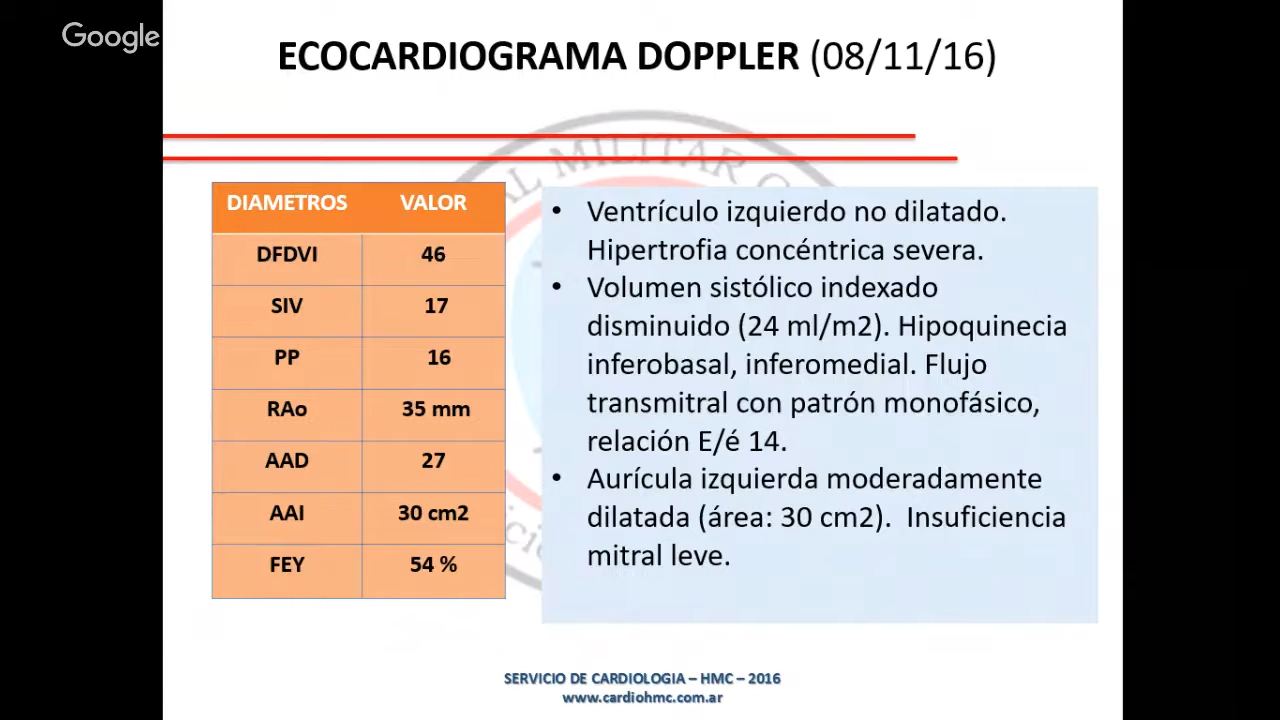 Google
ECOCARDIOGRAMA DOPPLER (08/11/16)
DIAMETROS VALOR
DFDVI 46
SIV 17
PP 16
RAo 35 mm
AAD 27
AAI 30 cm2
FEY 54 %
• Ventrículo izquierdo no dilatado.
Hipertrofia concéntrica severa.
• Volumen sistólico indexado
disminuido (24 ml/m2). Hipoquinecia
inferobasal, inferomedial. Flujo
transmitral con patrón monofásico,
relación E/é 14.
• Aurícula izquierda moderadamente
dilatada (área: 30 cm2). Insuficiencia
mitral leve.
SERVICIO DE CARDIOLOGIA – HMC – 2016
www.cardiohmc.com.ar